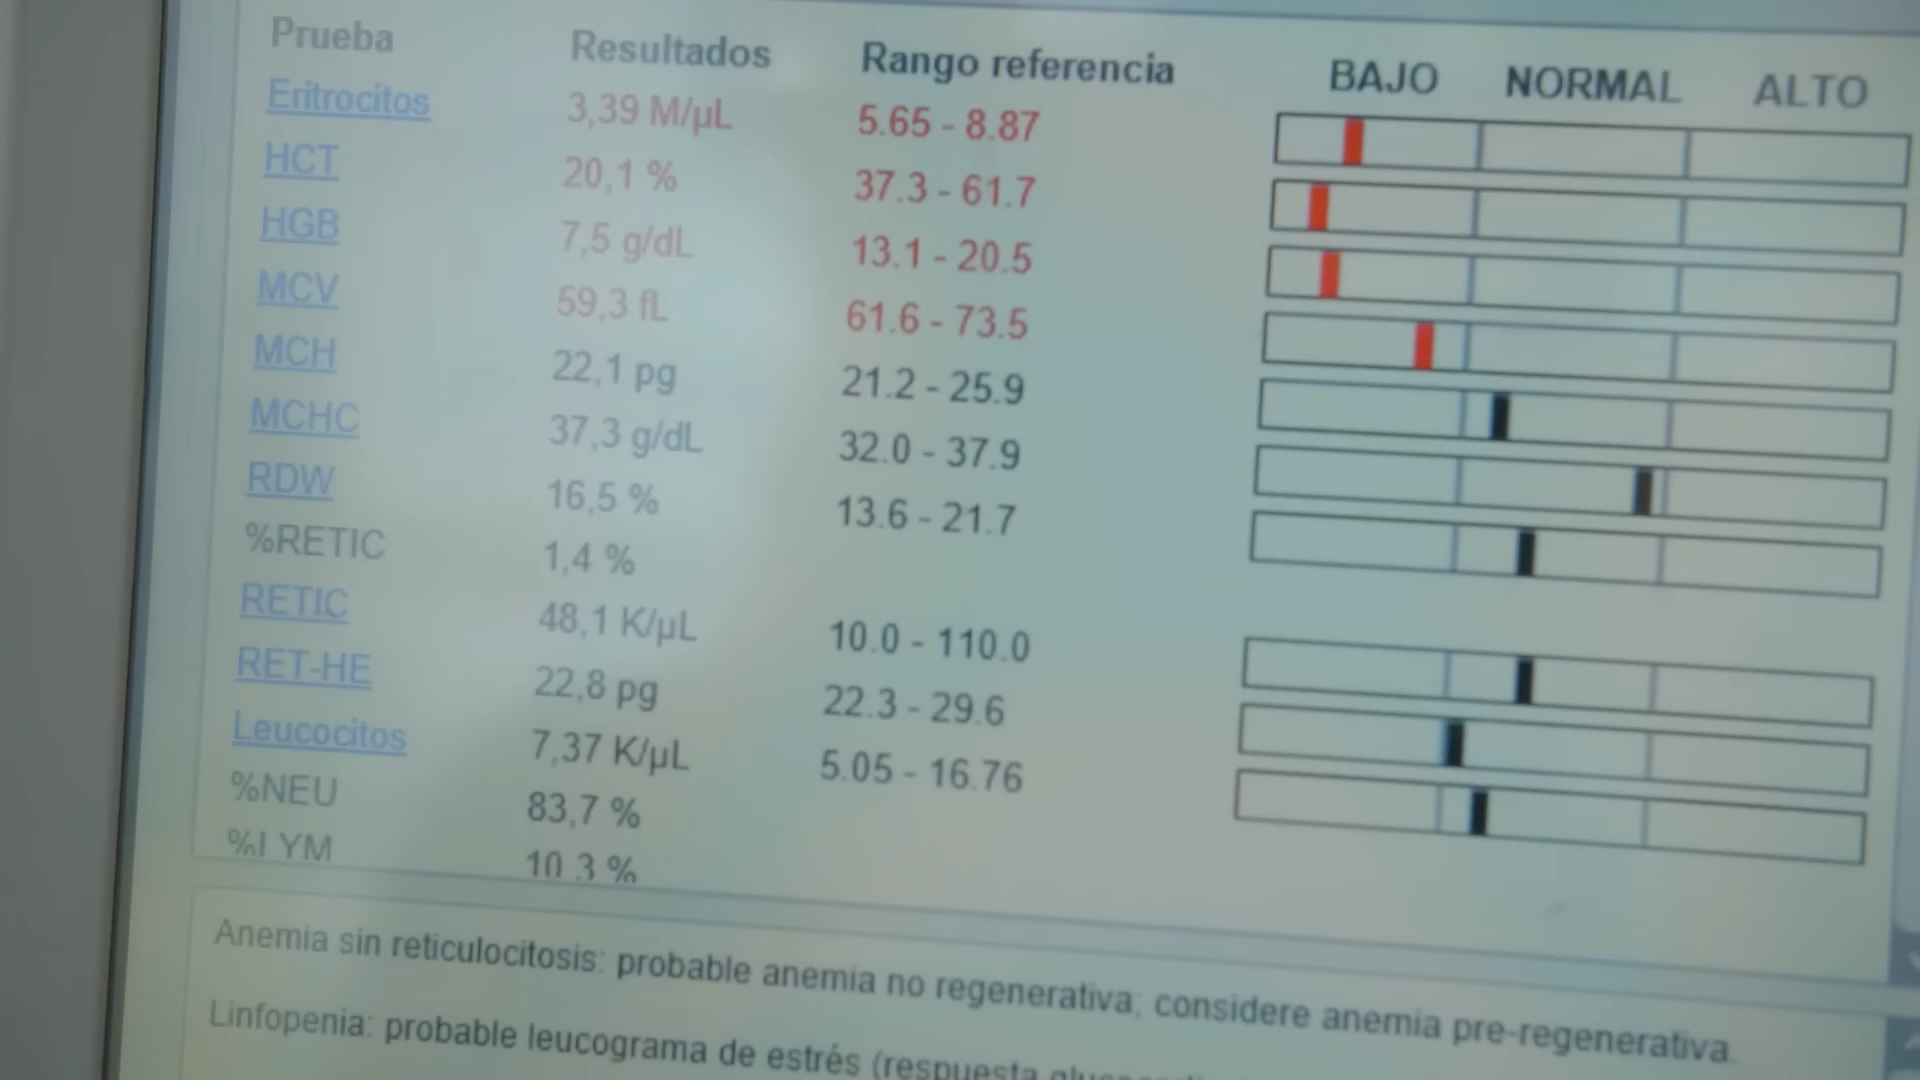 Prueba Resultados Rango referencia BAJO NORMAL ALTO
Eritrocitos 3,39 M/µL 5.65 - 8.87
HCT 20,1 % 37.3 - 61.7
HGB 7,5 g/dL 13.1 - 20.5
MCV 59,3 fL 61.6 - 73.5
MCH 22,1 pg 21.2 - 25.9
MCHC 37,3 g/dL 32.0 - 37.9
RDW 16,5 % 13.6 - 21.7
%RETIC 1,4 %
RETIC 48,1 K/µL 10.0 - 110.0
RET-HE 22,8 pg 22.3 - 29.6
Leucocitos 7,37 K/µL 5.05 - 16.76
%NEU 83,7 %
%LYM 10,3 %
Anemia sin reticulocitosis: probable anemia no regenerativa; considere anemia pre-regenerativa.
Linfopenia: probable leucograma de estrés (respuesta